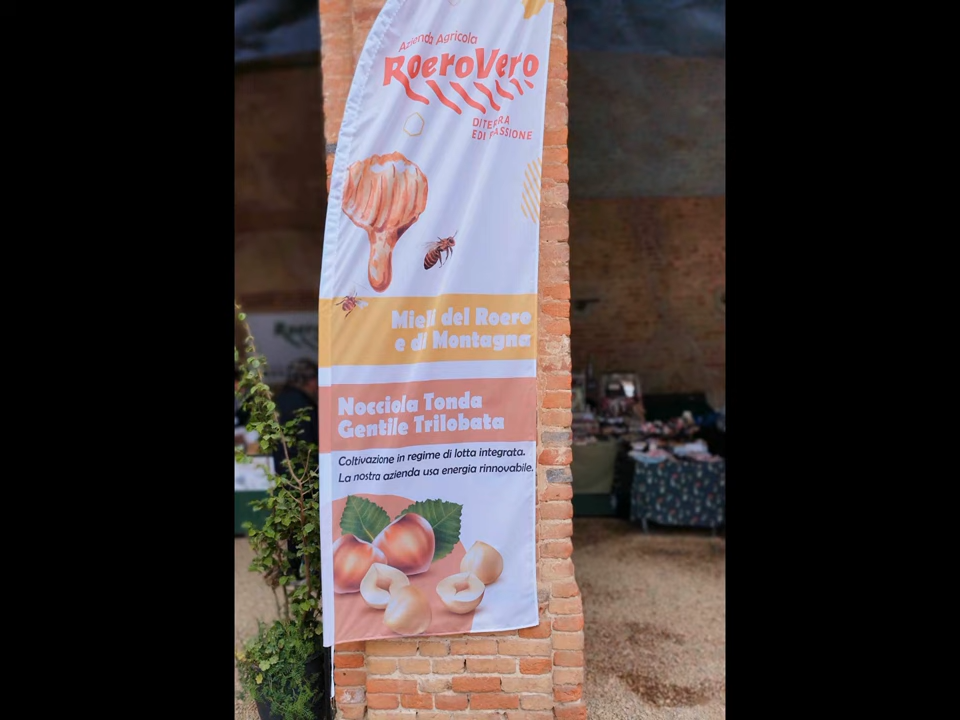 Azienda Agricola
RoeroVero
DI TERRA
E DI PASSIONE
Mieli del Roero
e di Montagna
Nocciola Tonda
Gentile Trilobata
Coltivazione in regime di lotta integrata.
La nostra azienda usa energia rinnovabile.